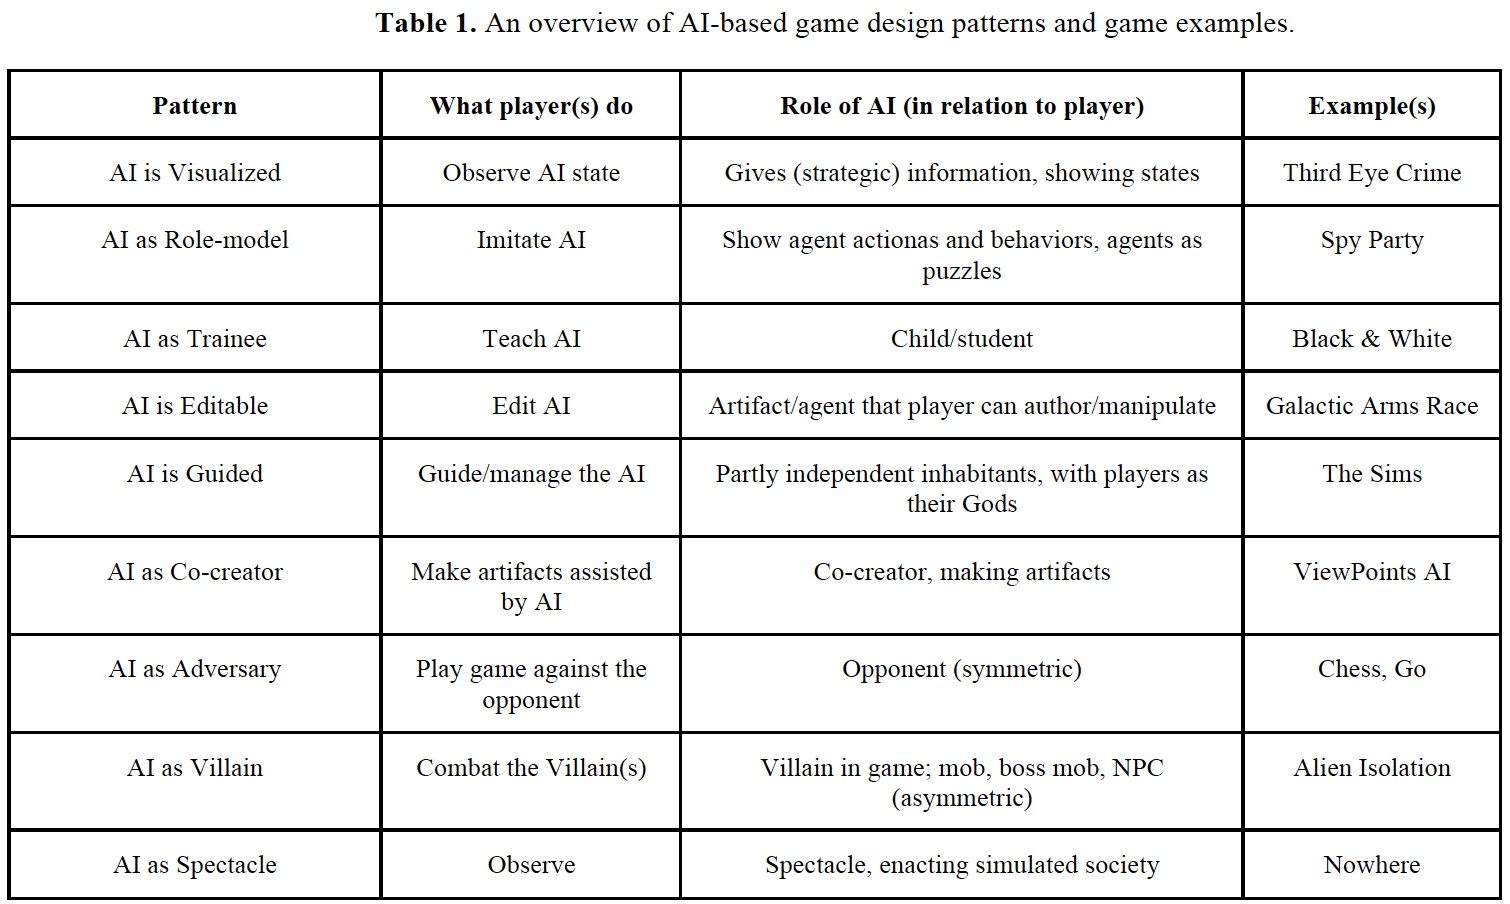 Table 1. An overview of AI-based game design patterns and game examples.
Pattern What player(s) do Role of AI (in relation to player) Example(s)
AI is Visualized Observe AI state Gives (strategic) information, showing states Third Eye Crime
AI as Role-model Imitate AI Show agent actionas and behaviors, agents as Spy Party
puzzles
AI as Trainee Teach AI Child/student Black & White
AI is Editable Edit AI Artifact/agent that player can author/manipulate Galactic Arms Race
AI is Guided Guide/manage the AI Partly independent inhabitants, with players as The Sims
their Gods
AI as Co-creator Make artifacts assisted Co-creator, making artifacts ViewPoints AI
by AI
AI as Adversary Play game against the Opponent (symmetric) Chess, Go
opponent
AI as Villain Combat the Villain(s) Villain in game; mob, boss mob, NPC Alien Isolation
(asymmetric)
AI as Spectacle Observe Spectacle, enacting simulated society Nowhere